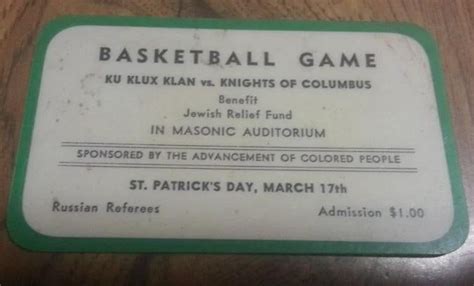 BASKETBALL GAME
KU KLUX KLAN vs. KNIGHTS OF COLUMBUS
Benefit
Jewish Relief Fund
IN MASONIC AUDITORIUM
SPONSORED BY THE ADVANCEMENT OF COLORED PEOPLE
ST. PATRICK'S DAY, MARCH 17th
Russian Referees Admission $1.00